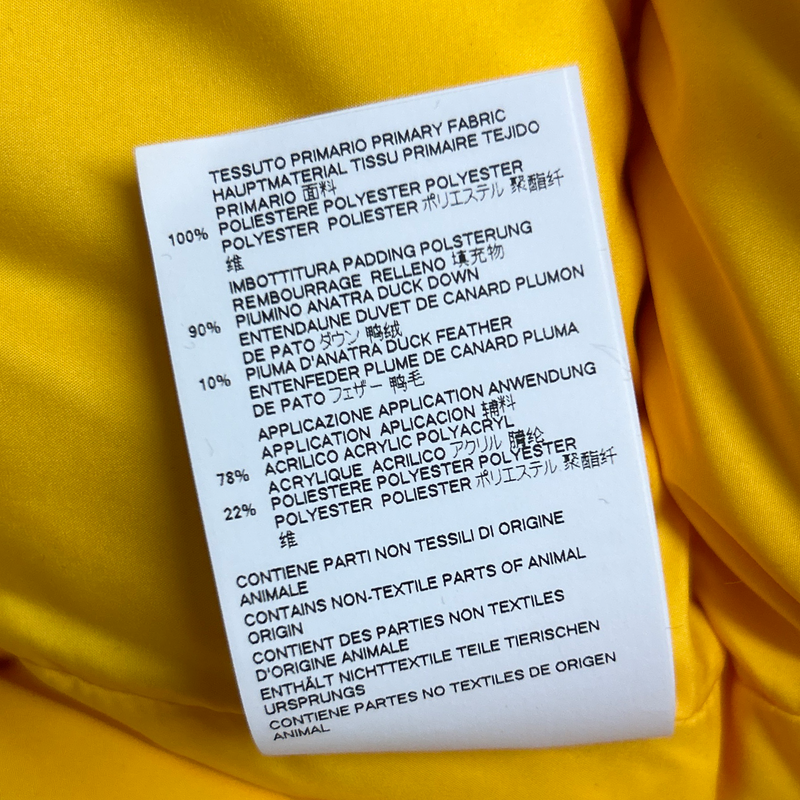 TESSUTO PRIMARIO PRIMARY FABRIC
HAUPTMATERIAL TISSU PRIMAIRE TEJIDO
PRIMARIO 面料
100% POLIESTERE POLYESTER POLYESTER
POLYESTER POLIESTER ポリエステル 聚酯纤
维
IMBOTTITURA PADDING POLSTERUNG
REMBOURRAGE RELLENO 填充物
90% PIUMINO ANATRA DUCK DOWN
ENTENDAUNE DUVET DE CANARD PLUMON
DE PATO ダウン 鸭绒
10% PIUMA D'ANATRA DUCK FEATHER
ENTENFEDER PLUME DE CANARD PLUMA
DE PATO フェザー 鸭毛
APPLICAZIONE APPLICATION ANWENDUNG
APPLICATION APLICACION 辅料
78% ACRILICO ACRYLIC POLYACRYL
ACRYLIQUE ACRILICO アクリル 腈纶
22% POLIESTERE POLYESTER POLYESTER
POLYESTER POLIESTER ポリエステル 聚酯纤
维
CONTIENE PARTI NON TESSILI DI ORIGINE
ANIMALE
CONTAINS NON-TEXTILE PARTS OF ANIMAL
ORIGIN
CONTIENT DES PARTIES NON TEXTILES
D'ORIGINE ANIMALE
ENTHÄLT NICHTTEXTILE TEILE TIERISCHEN
URSPRUNGS
CONTIENE PARTES NO TEXTILES DE ORIGEN
ANIMAL